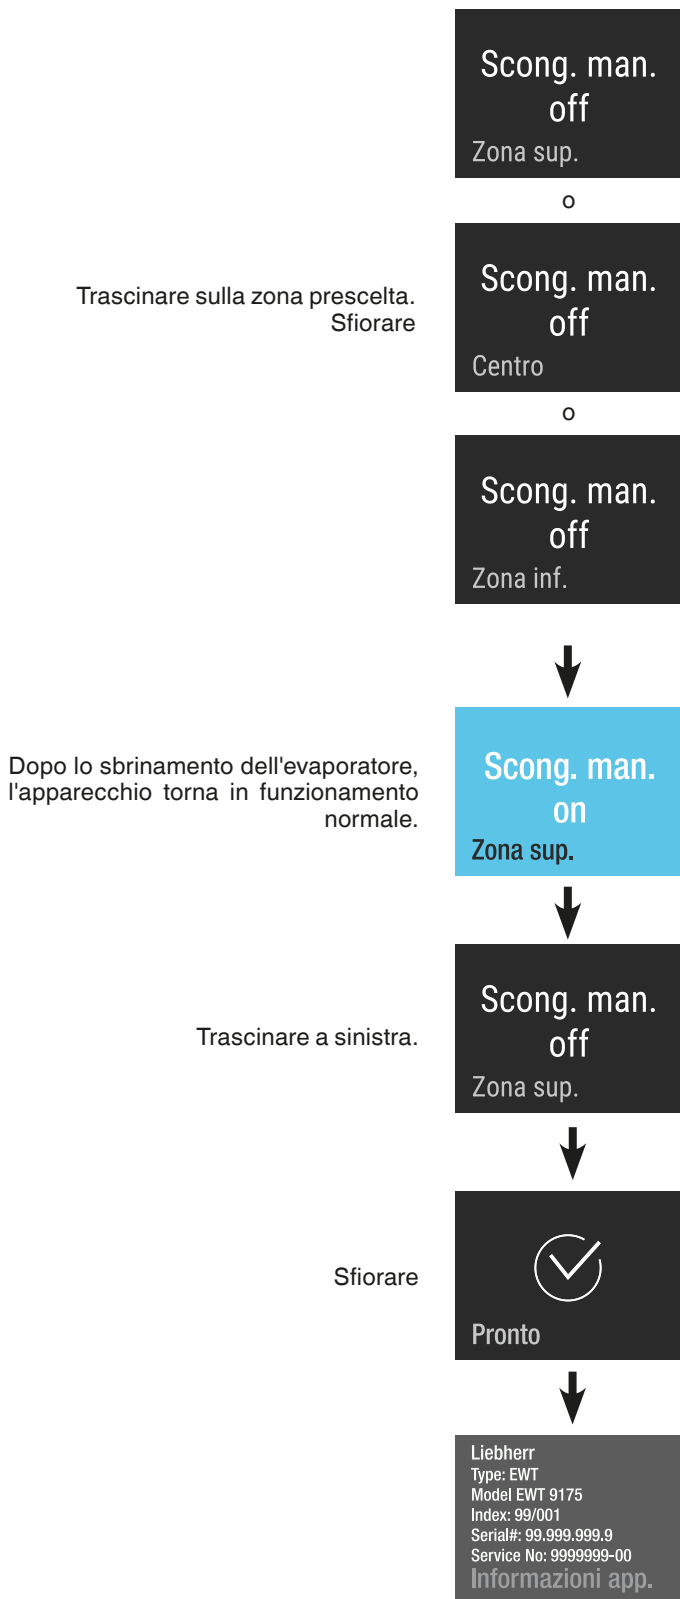 Scong. man.
off
Zona sup.
o
Trascinare sulla zona prescelta.
Sfiorare
Scong. man.
off
Centro
o
Scong. man.
off
Zona inf.
Dopo lo sbrinamento dell'evaporatore,
l'apparecchio torna in funzionamento
normale.
Scong. man.
on
Zona sup.
Trascinare a sinistra.
Scong. man.
off
Zona sup.
Sfiorare
Pronto
Liebherr
Type: EWT
Model EWT 9175
Index: 99/001
Serial#: 99.999.999.9
Service No: 9999999-00
Informazioni app.